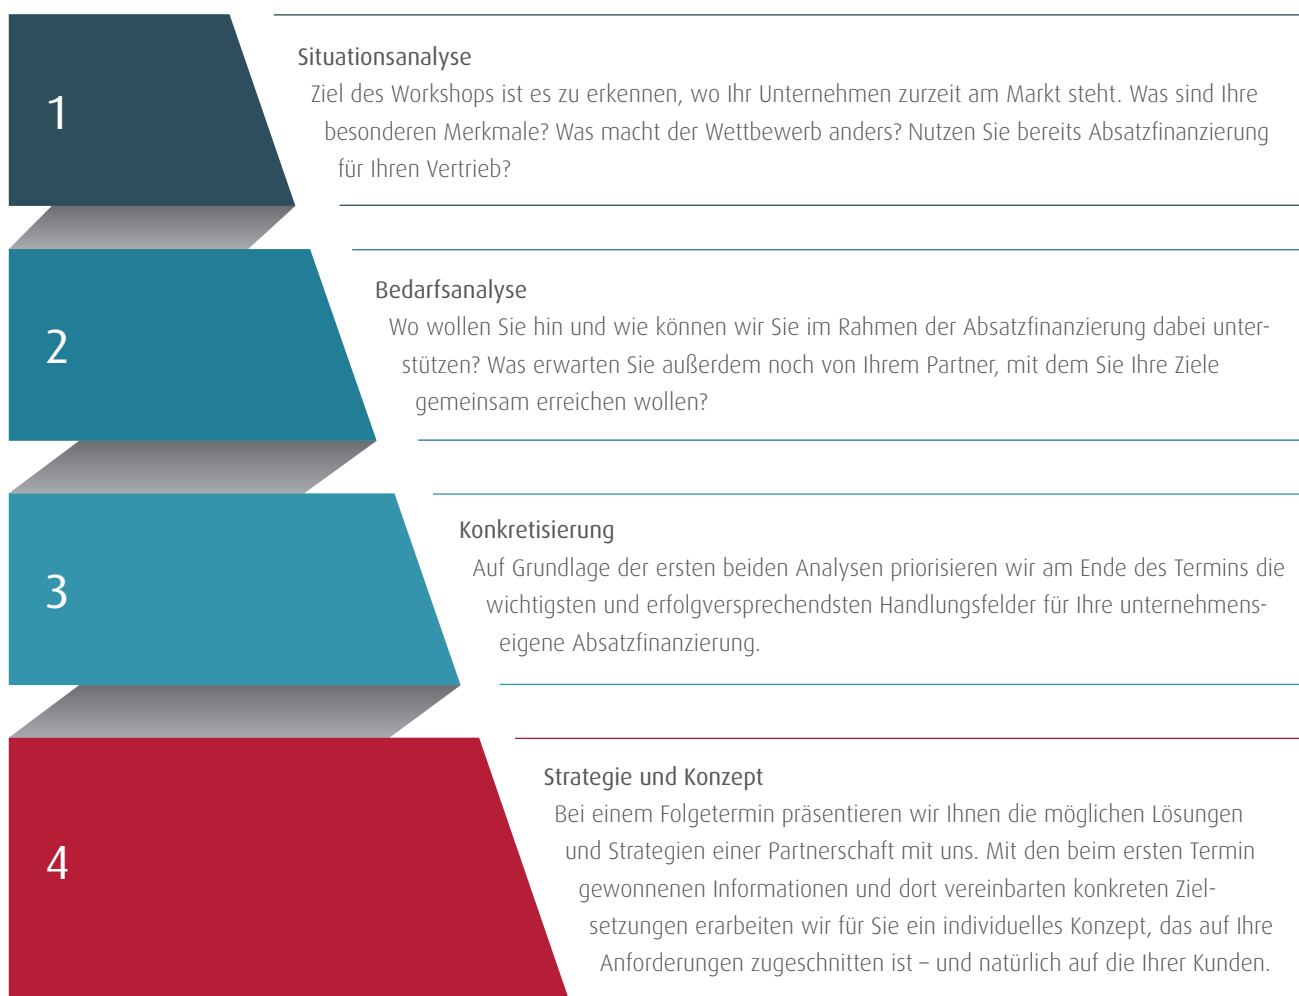 1
Situationsanalyse
Ziel des Workshops ist es zu erkennen, wo Ihr Unternehmen zurzeit am Markt steht. Was sind Ihre
besonderen Merkmale? Was macht der Wettbewerb anders? Nutzen Sie bereits Absatzfinanzierung
für Ihren Vertrieb?
2
Bedarfsanalyse
Wo wollen Sie hin und wie können wir Sie im Rahmen der Absatzfinanzierung dabei unter-
stützen? Was erwarten Sie außerdem noch von Ihrem Partner, mit dem Sie Ihre Ziele
gemeinsam erreichen wollen?
3
Konkretisierung
Auf Grundlage der ersten beiden Analysen priorisieren wir am Ende des Termins die
wichtigsten und erfolgversprechendsten Handlungsfelder für Ihre unternehmens-
eigene Absatzfinanzierung.
4
Strategie und Konzept
Bei einem Folgetermin präsentieren wir Ihnen die möglichen Lösungen
und Strategien einer Partnerschaft mit uns. Mit den beim ersten Termin
gewonnenen Informationen und dort vereinbarten konkreten Ziel-
setzungen erarbeiten wir für Sie ein individuelles Konzept, das auf Ihre
Anforderungen zugeschnitten ist – und natürlich auf die Ihrer Kunden.